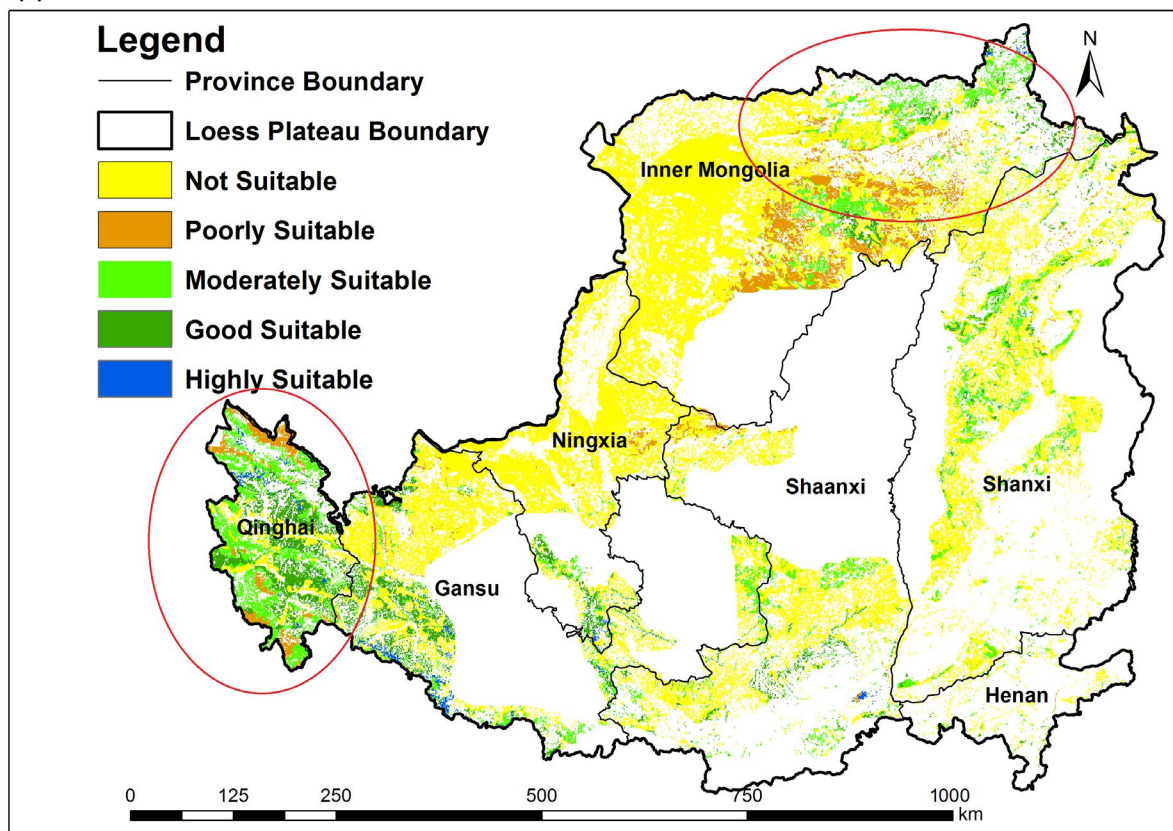 Legend
Province Boundary
Loess Plateau Boundary
Not Suitable
Poorly Suitable
Moderately Suitable
Good Suitable
Highly Suitable
N
Inner Mongolia
Ningxia
Qinghai
Shaanxi
Shanxi
Gansu
Henan
0 125 250 500 750 1000
km